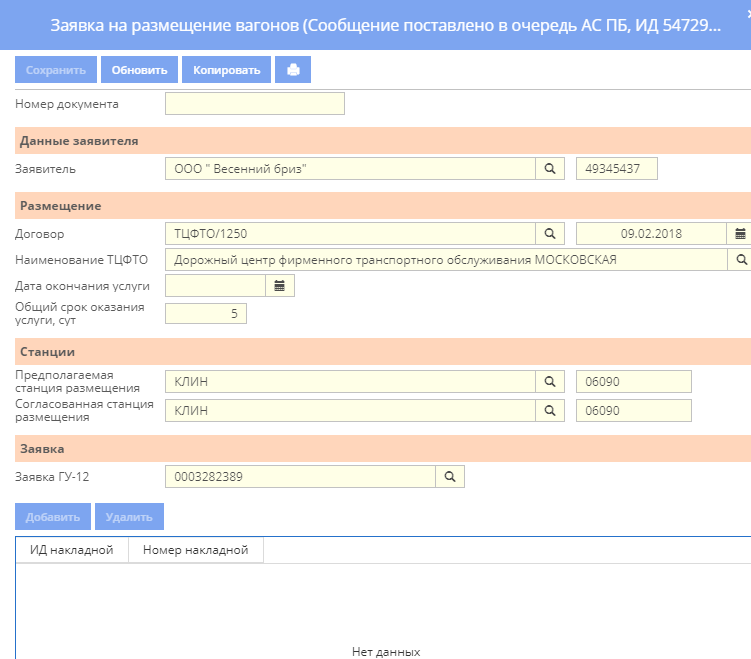 Заявка на размещение вагонов (Сообщение поставлено в очередь АС ПБ, ИД 54729...
Сохранить Обновить Копировать
Номер документа
Данные заявителя
Заявитель ООО " Весенний бриз" 49345437
Размещение
Договор ТЦФТО/1250 09.02.2018
Наименование ТЦФТО Дорожный центр фирменного транспортного обслуживания МОСКОВСКАЯ
Дата окончания услуги
Общий срок оказания
услуги, сут 5
Станции
Предполагаемая
станция размещения КЛИН 06090
Согласованная станция
размещения КЛИН 06090
Заявка
Заявка ГУ-12 0003282389
Добавить Удалить
ИД накладной Номер накладной
Нет данных